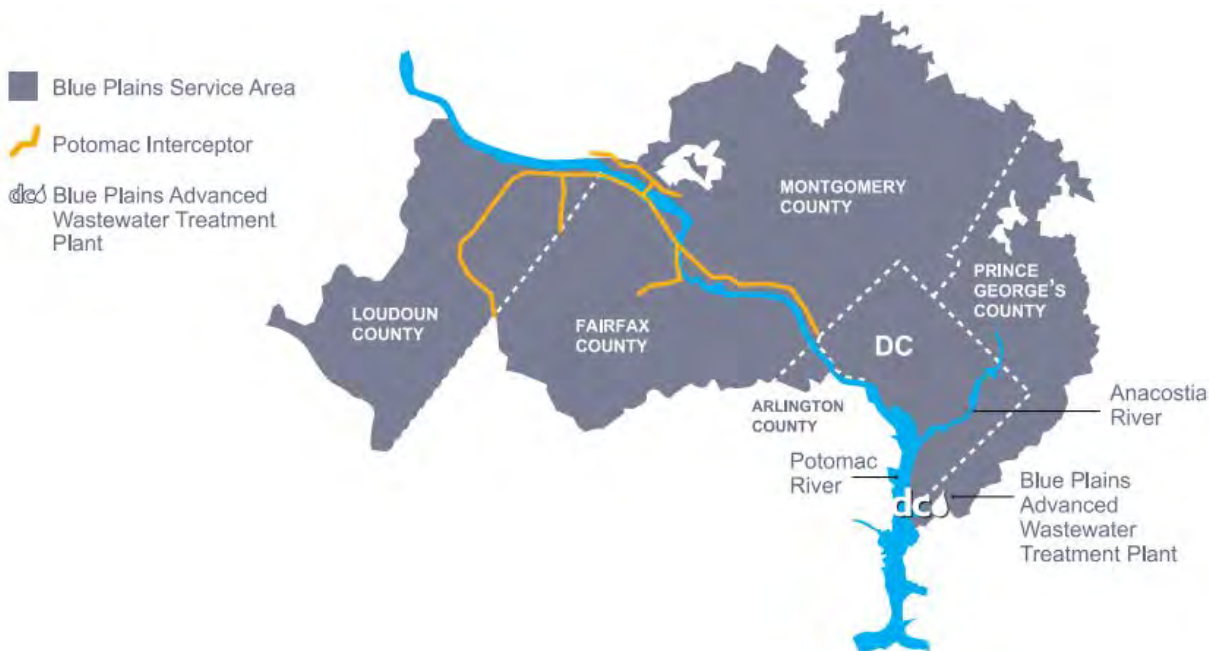 Blue Plains Service Area
Potomac Interceptor
dc Blue Plains Advanced
Wastewater Treatment
Plant
MONTGOMERY
COUNTY
PRINCE
GEORGE'S
COUNTY
LOUDOUN
COUNTY
FAIRFAX
COUNTY
DC
ARLINGTON
COUNTY
Anacostia
River
Potomac
River
dc
Blue Plains
Advanced
Wastewater
Treatment Plant